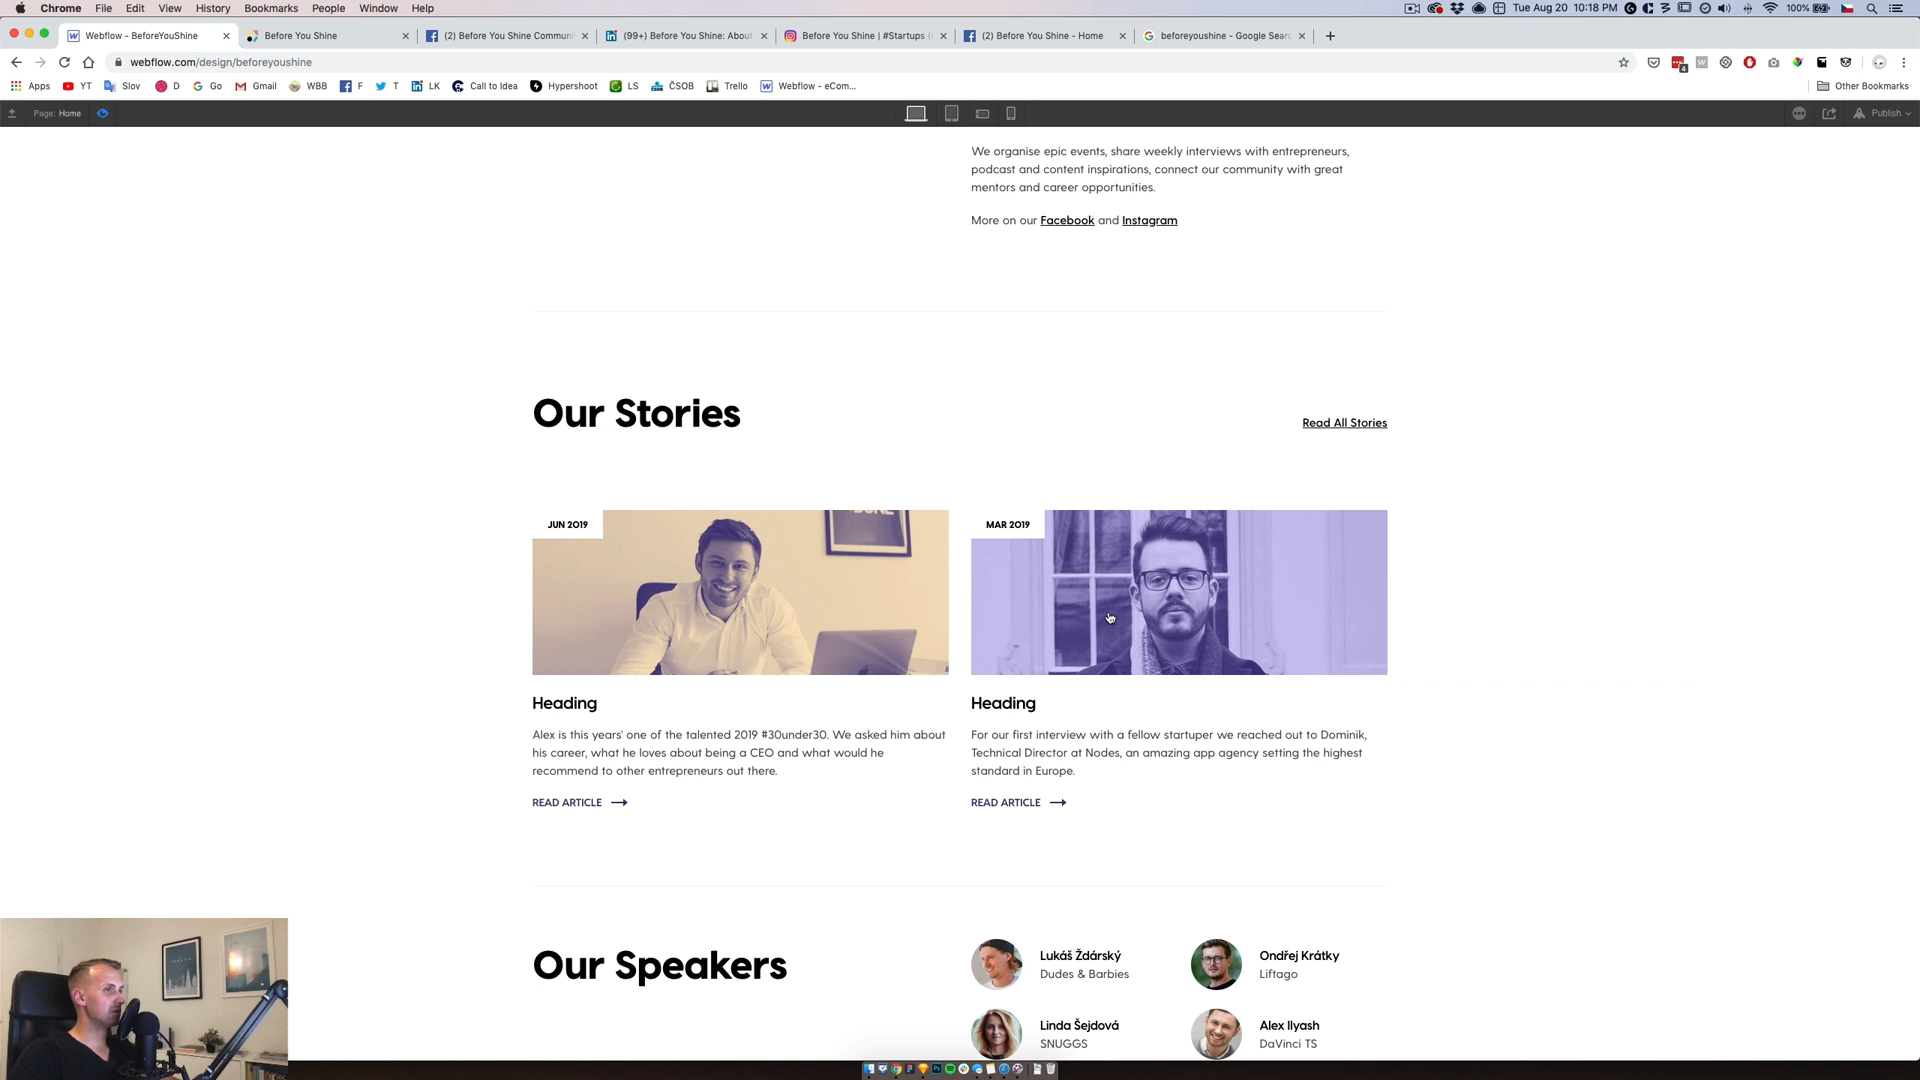 Chrome File Edit View History Bookmarks People Window Help Tue Aug 20 10:18 PM 100%
Webflow - BeforeYouShine Before You Shine (2) Before You Shine Communi (99+) Before You Shine: About Before You Shine | #Startups (2) Before You Shine - Home beforeyoushine - Google Searc
webflow.com/design/beforeyoushine
Apps YT Slov D Go Gmail WBB F T LK Call to Idea Hypershoot LS ČSOB Trello Webflow - eCom... Other Bookmarks
Page: Home Publish
We organise epic events, share weekly interviews with entrepreneurs,
podcast and content inspirations, connect our community with great
mentors and career opportunities.
More on our Facebook and Instagram
Our Stories
Read All Stories
JUN 2019
MAR 2019
Heading
Alex is this years' one of the talented 2019 #30under30. We asked him about
his career, what he loves about being a CEO and what would he
recommend to other entrepreneurs out there.
READ ARTICLE
Heading
For our first interview with a fellow startuper we reached out to Dominik,
Technical Director at Nodes, an amazing app agency setting the highest
standard in Europe.
READ ARTICLE
Our Speakers
Lukáš Ždárský
Dudes & Barbies
Ondřej Krátky
Liftago
Linda Šejdová
SNUGGS
Alex Ilyash
DaVinci TS